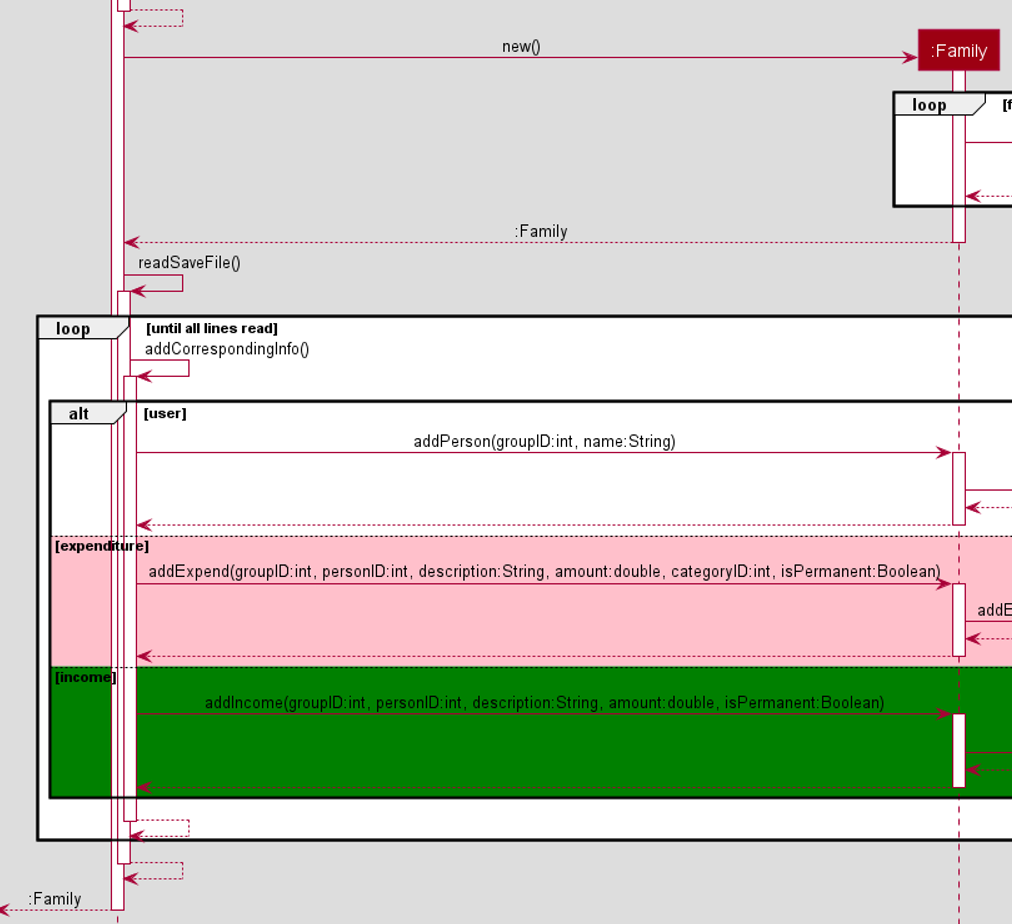 new()
:Family
loop
[f
:Family
readSaveFile()
loop [until all lines read]
addCorrespondingInfo()
alt [user]
addPerson(groupID:int, name:String)
[expenditure]
addExpend(groupID:int, personID:int, description:String, amount:double, categoryID:int, isPermanent:Boolean)
addE
[income]
addIncome(groupID:int, personID:int, description:String, amount:double, isPermanent:Boolean)
:Family